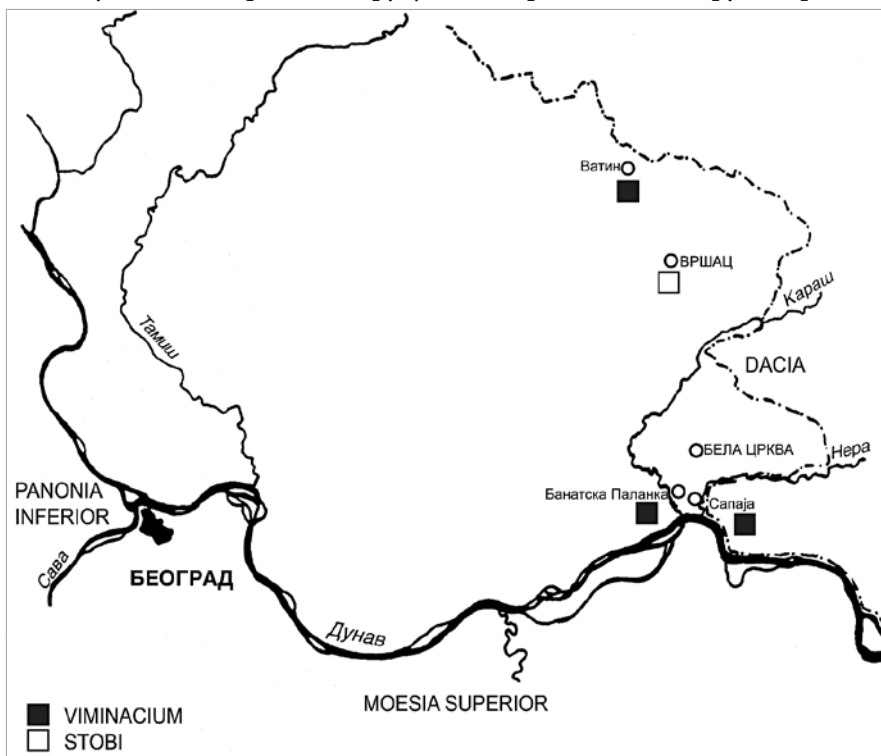 Ватин
ВРШАЦ
Караш
Тамиш
DACIA
БЕЛА ЦРКВА
Нера
PANONIA
INFERIOR
Банатска Паланка
Сапаја
Сава
БЕОГРАД
Дунав
MOESIA SUPERIOR
VIMINACIUM
STOBI